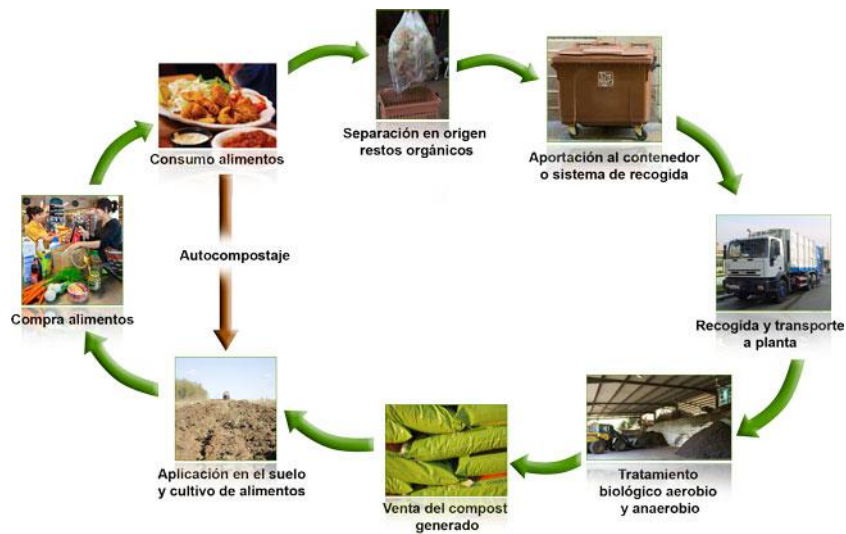 Consumo alimentos
Separación en origen
restos orgánicos
Aportación al contenedor
o sistema de recogida
Recogida y transporte
a planta
Tratamiento
biológico aerobio
y anaerobio
Venta del compost
generado
Aplicación en el suelo
y cultivo de alimentos
Compra alimentos
Autocompostaje